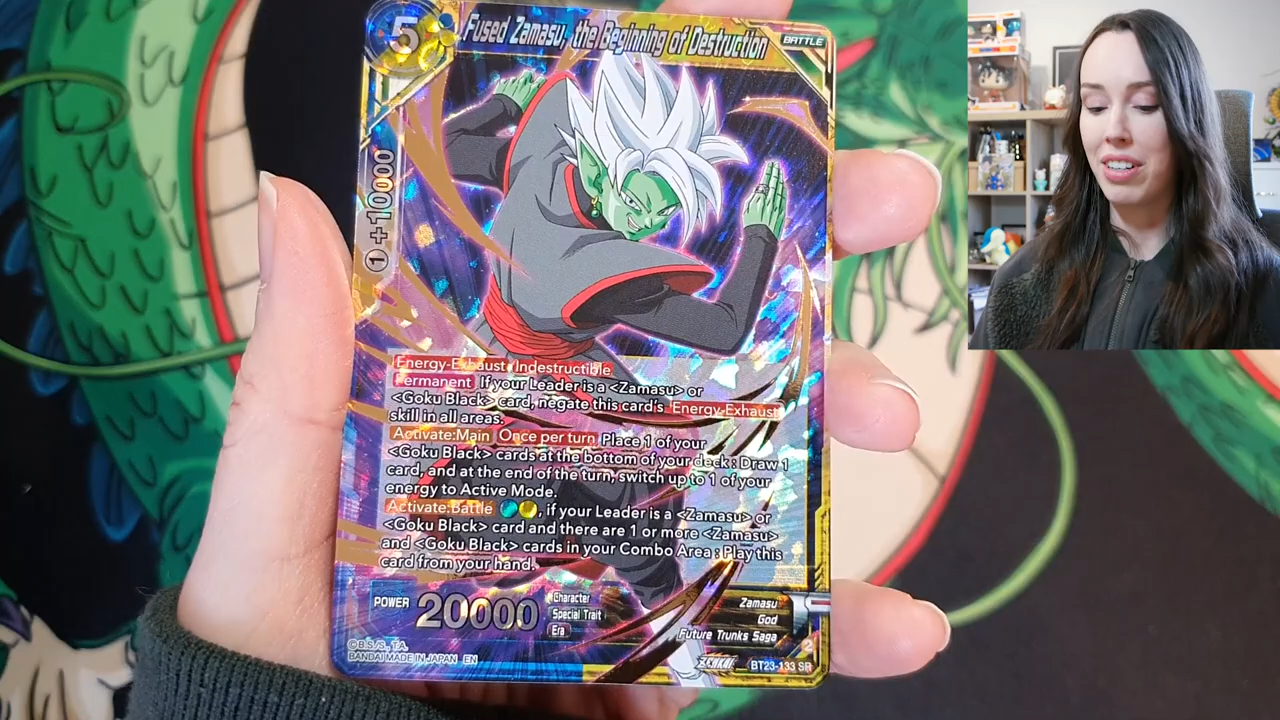 5 Fused Zamasu, the Beginning of Destruction BATTLE
1 +10000
Energy-Exhaust Indestructible
Permanent If your Leader is a <Zamasu> or
<Goku Black> card, negate this card's Energy-Exhaust
skill in all areas.
Activate:Main Once per turn Place 1 of your
<Goku Black> cards at the bottom of your deck : Draw 1
card, and at the end of the turn, switch up to 1 of your
energy to Active Mode.
Activate:Battle , if your Leader is a <Zamasu> or
<Goku Black> card and there are 1 or more <Zamasu>
and <Goku Black> cards in your Combo Area : Play this
card from your hand.
POWER 20000
Character Zamasu
Special Trait God
Era Future Trunks Saga
©B.S./S., T.A.
BANDAI MADE IN JAPAN EN
ZENKAI BT23-133 SR